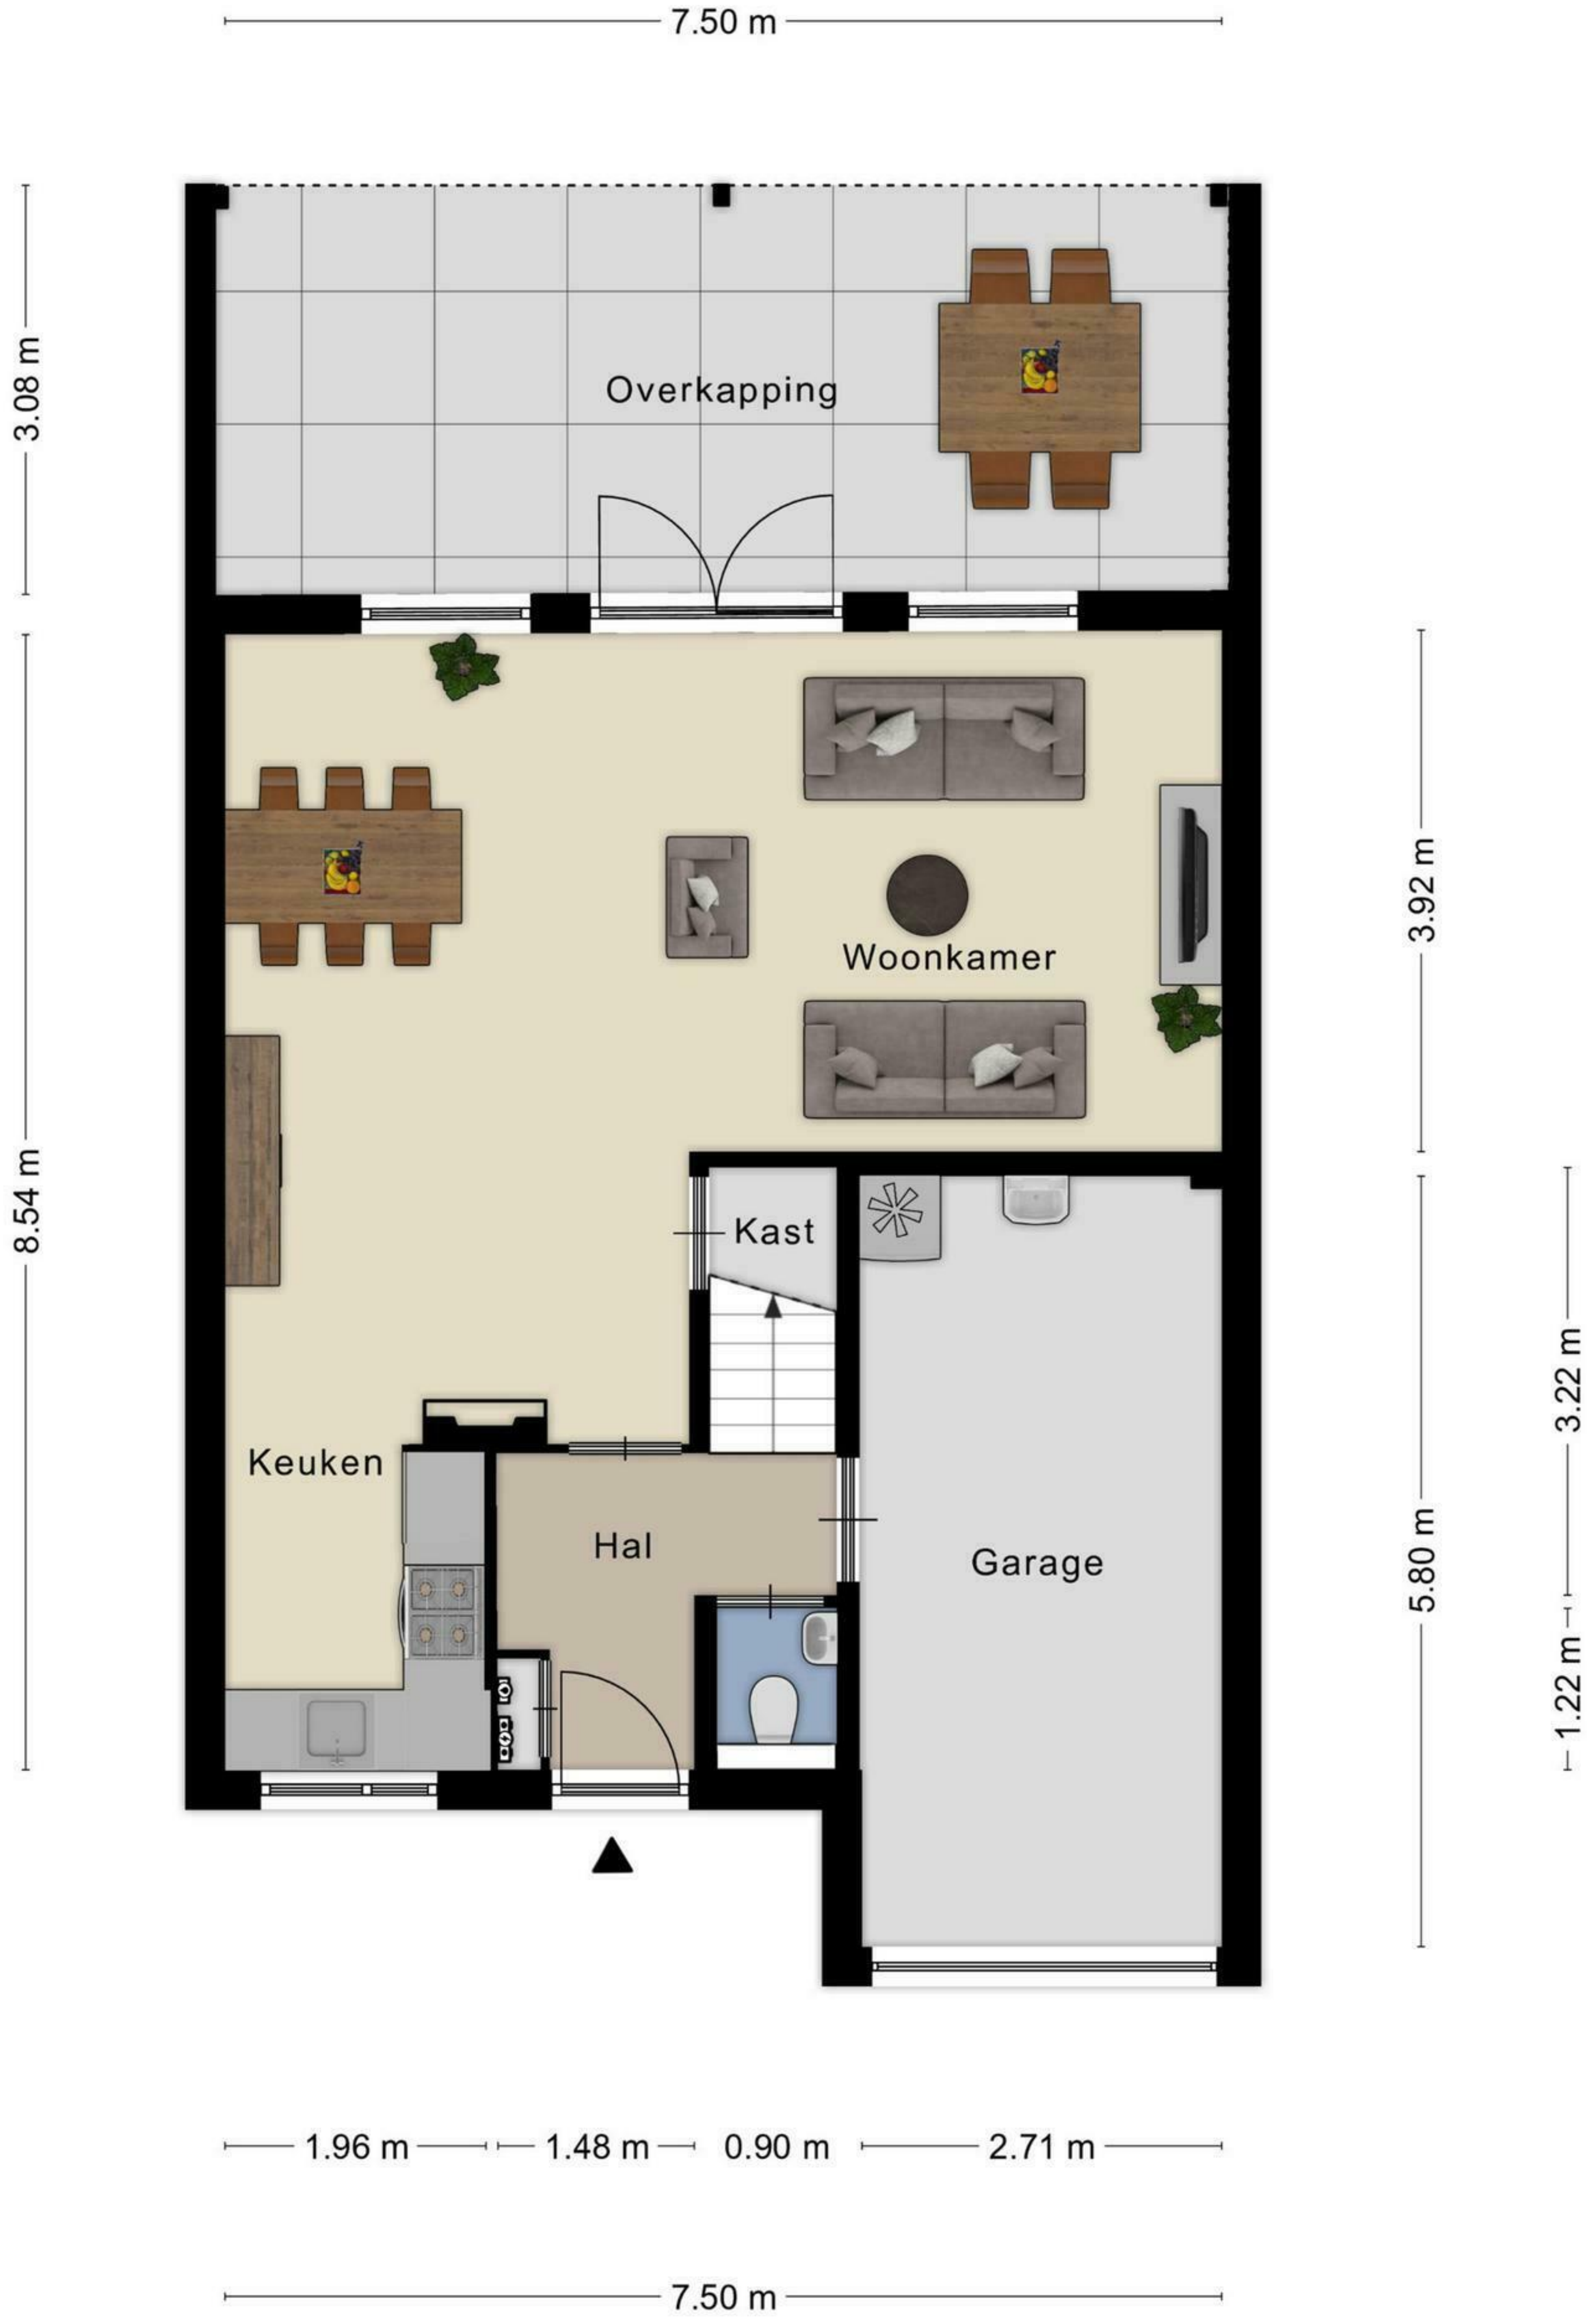 7.50 m
3.08 m
Overkapping
3.92 m
Woonkamer
8.54 m
Kast
3.22 m
Keuken
Hal
Garage
5.80 m
1.22 m
1.96 m
1.48 m
0.90 m
2.71 m
7.50 m